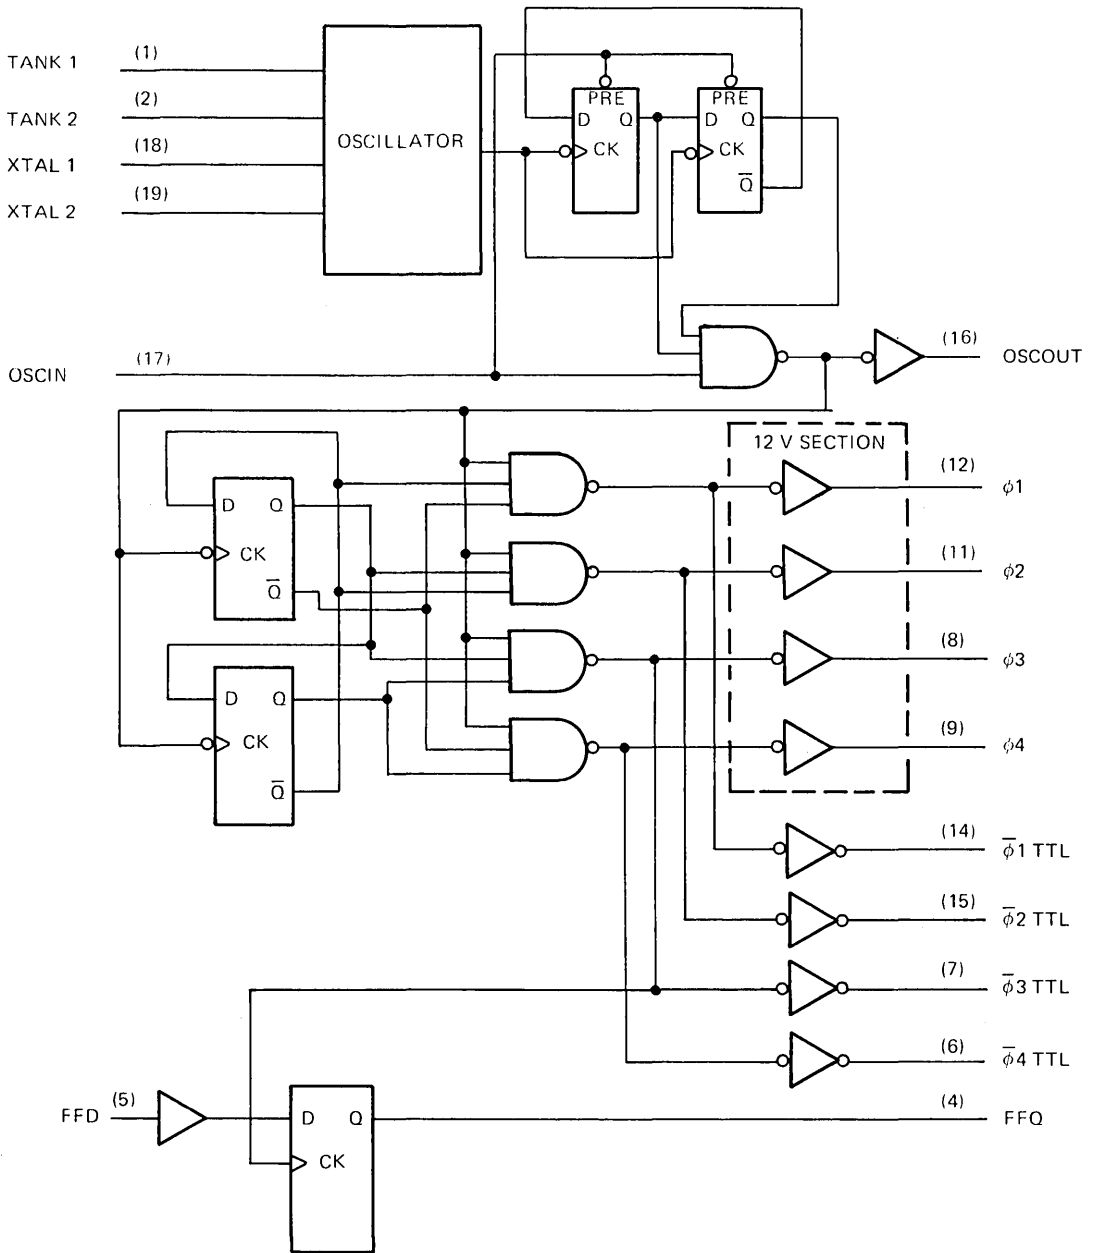 TANK 1 (1)
TANK 2 (2)
XTAL 1 (18)
XTAL 2 (19)
OSCILLATOR
PRE
D Q
CK
PRE
D Q
CK
Q̅
OSCIN (17)
(16) OSCOUT
12 V SECTION
D Q
CK
Q̅
D Q
CK
Q̅
(12) ϕ1
(11) ϕ2
(8) ϕ3
(9) ϕ4
(14) ϕ̅1 TTL
(15) ϕ̅2 TTL
(7) ϕ̅3 TTL
(6) ϕ̅4 TTL
FFD (5)
D Q
CK
(4) FFQ